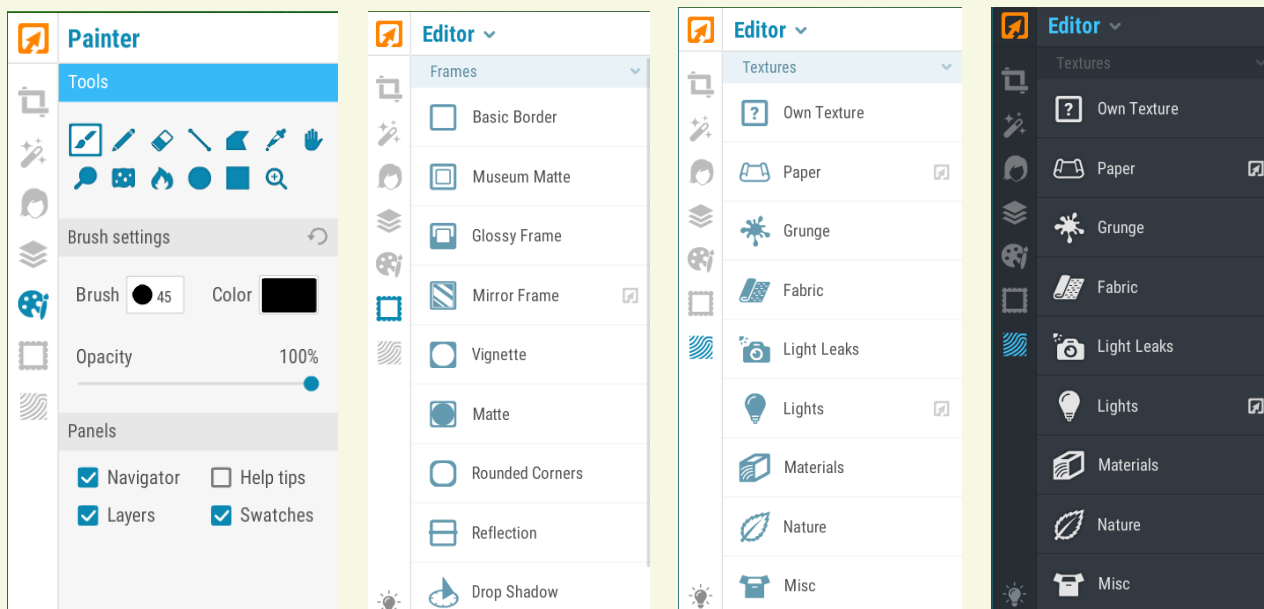 Painter
Tools
Brush settings
Brush 45 Color
Opacity 100%
Panels
Navigator Help tips
Layers Swatches
Editor
Frames
Basic Border
Museum Matte
Glossy Frame
Mirror Frame
Vignette
Matte
Rounded Corners
Reflection
Drop Shadow
Editor
Textures
? Own Texture
Paper
Grunge
Fabric
Light Leaks
Lights
Materials
Nature
Misc
Editor
Textures
? Own Texture
Paper
Grunge
Fabric
Light Leaks
Lights
Materials
Nature
Misc